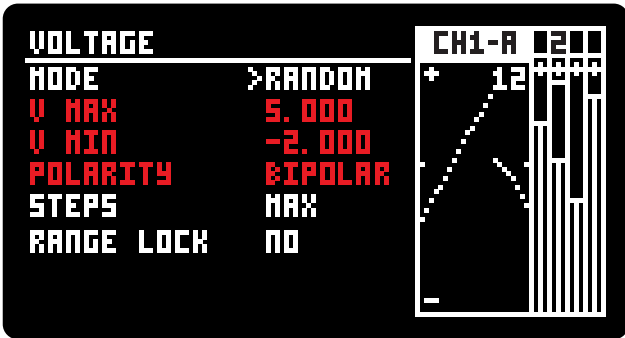 VOLTAGE
MODE >RANDOM
V MAX 5.000
V MIN -2.000
POLARITY BIPOLAR
STEPS MAX
RANGE LOCK NO
CH1-A 2
+ 12
-